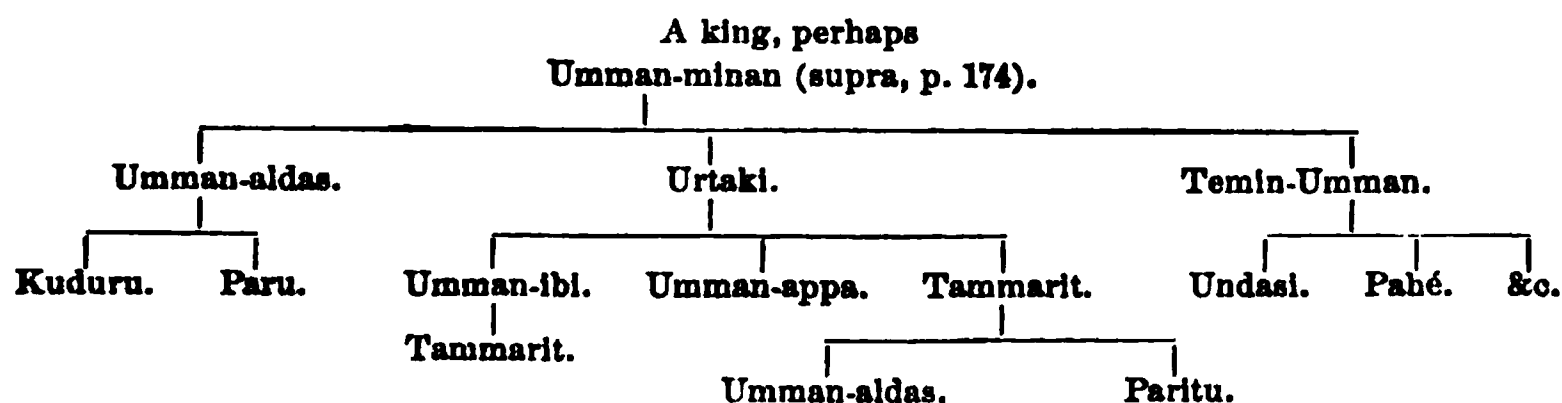 A king, perhaps
Umman-minan (supra, p. 174).
Umman-aldas. Urtaki. Temin-Umman.
Kuduru. Paru. Umman-ibi. Umman-appa. Tammarit. Undasi. Pahé. &c.
Tammarit.
Umman-aldas. Paritu.